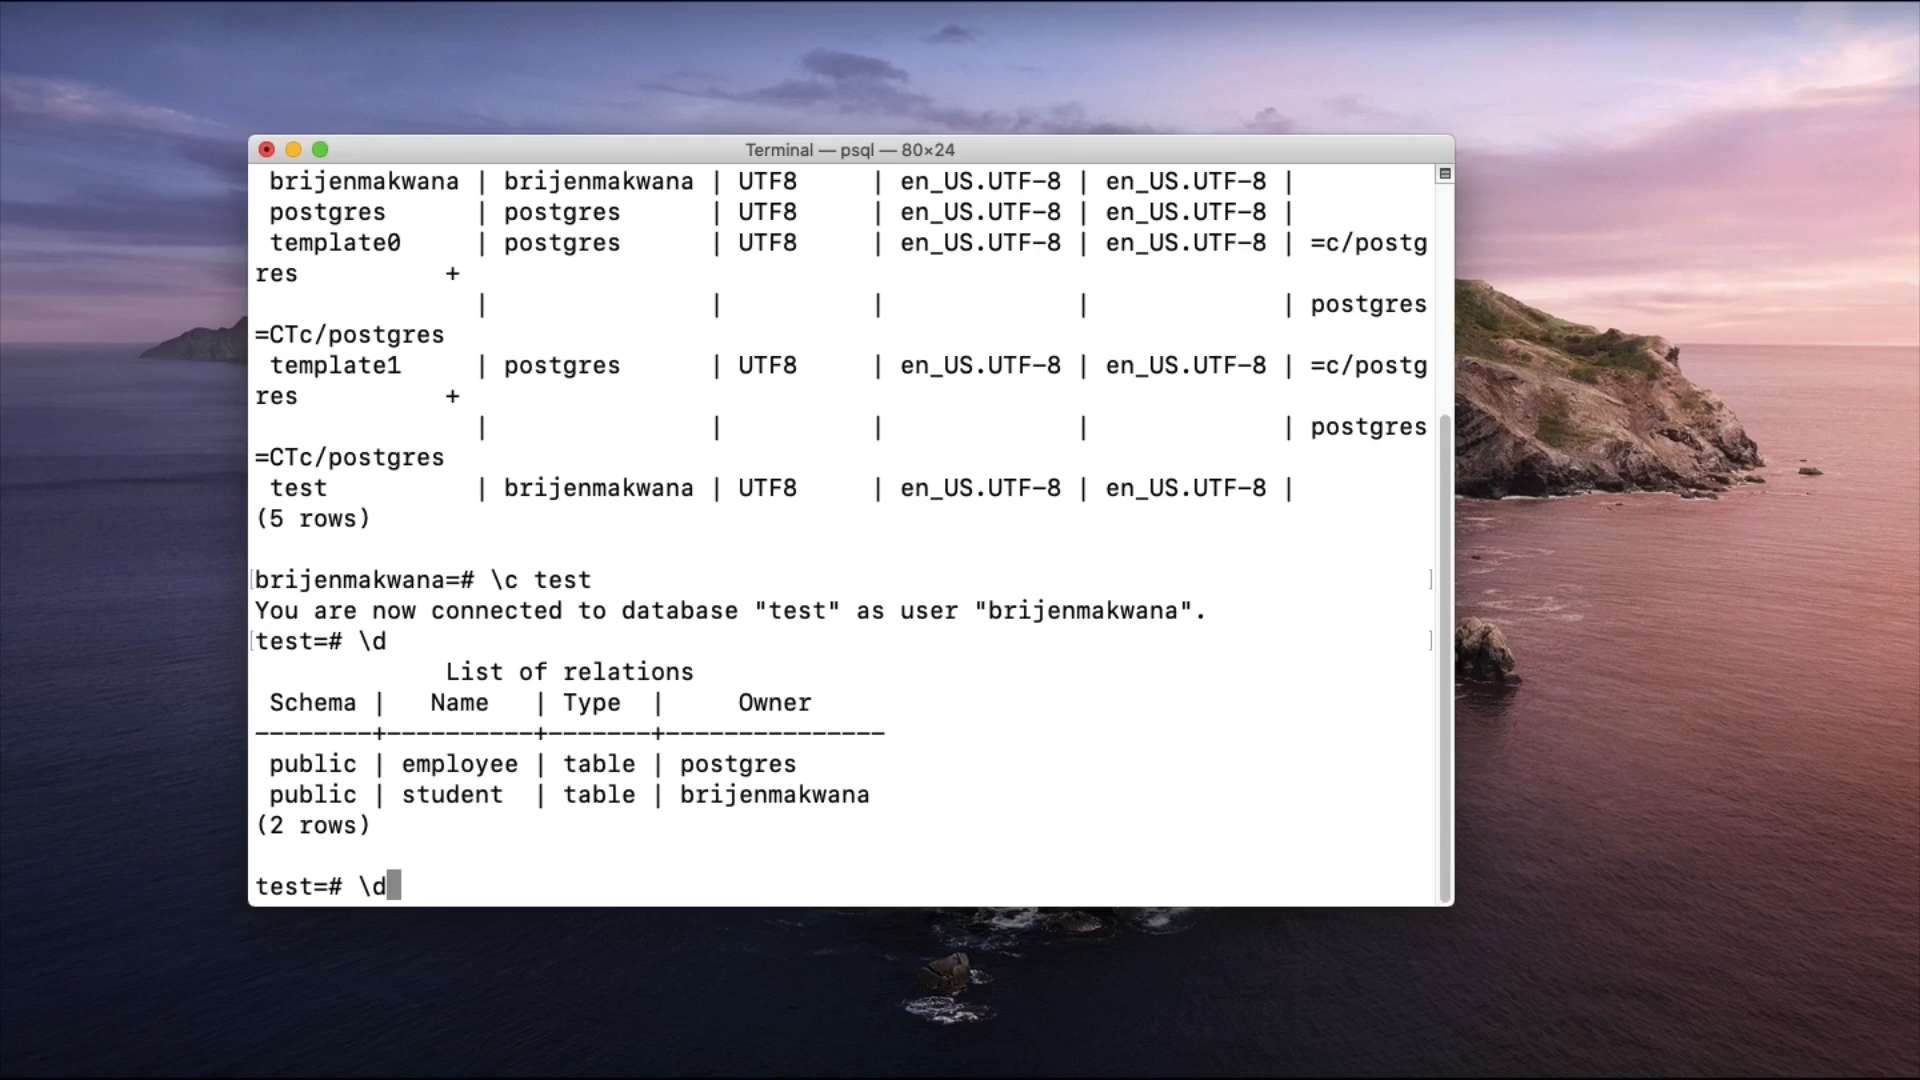 Terminal — psql — 80×24
brijenmakwana | brijenmakwana | UTF8     | en_US.UTF-8 | en_US.UTF-8 |
postgres      | postgres      | UTF8     | en_US.UTF-8 | en_US.UTF-8 |
template0     | postgres      | UTF8     | en_US.UTF-8 | en_US.UTF-8 | =c/postg
res          +
              |               |          |             |             | postgres
=CTc/postgres
template1     | postgres      | UTF8     | en_US.UTF-8 | en_US.UTF-8 | =c/postg
res          +
              |               |          |             |             | postgres
=CTc/postgres
test          | brijenmakwana | UTF8     | en_US.UTF-8 | en_US.UTF-8 |
(5 rows)
[brijenmakwana=# \c test ]
You are now connected to database "test" as user "brijenmakwana".
[test=# \d ]
List of relations
Schema |   Name   | Type  |     Owner
--------+----------+-------+---------------
public | employee | table | postgres
public | student  | table | brijenmakwana
(2 rows)
test=# \d